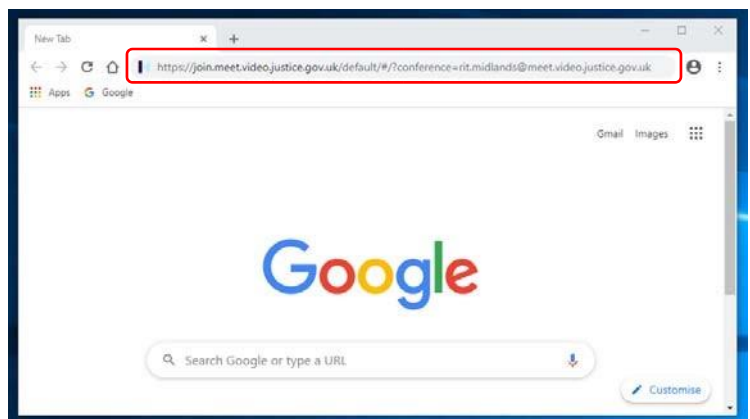 New Tab
https://join.meet.video.justice.gov.uk/default/#/?conference=rit.midlands@meet.video.justice.gov.uk
Apps Google
Gmail Images
Google
Search Google or type a URL
Customise